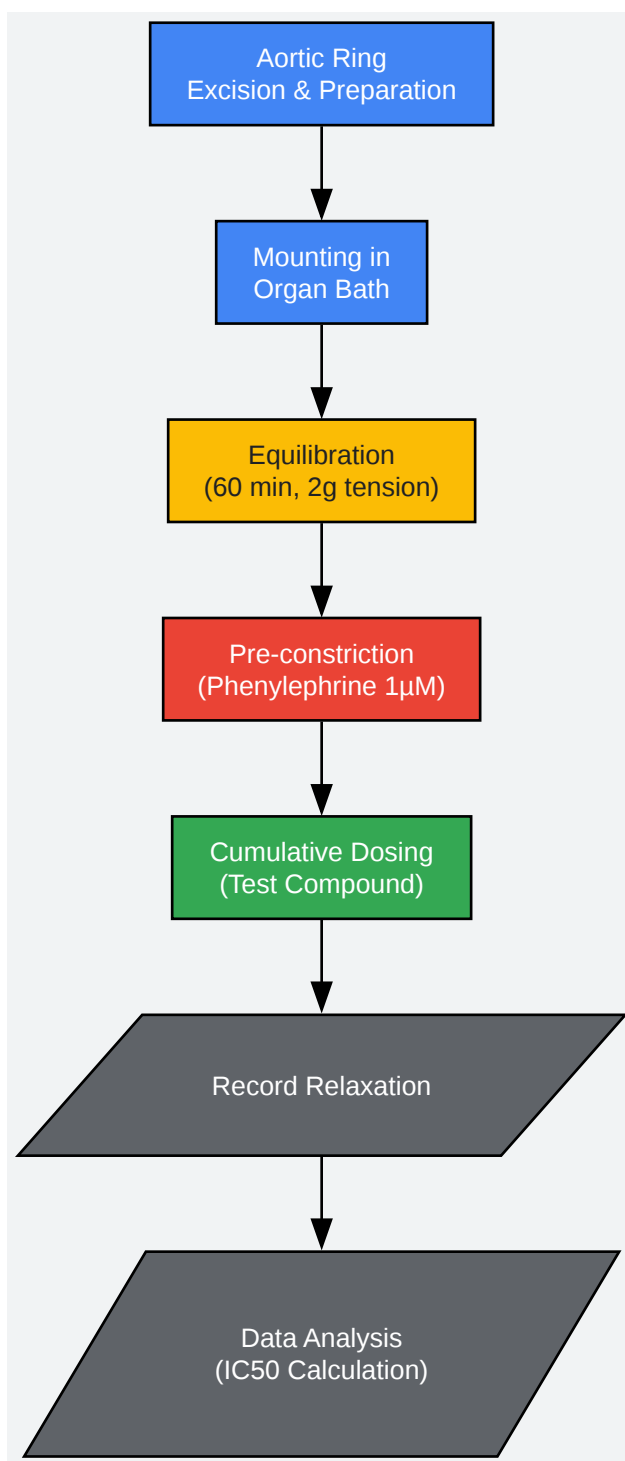 Aortic Ring
Excision & Preparation
Mounting in
Organ Bath
Equilibration
(60 min, 2g tension)
Pre-constriction
(Phenylephrine 1µM)
Cumulative Dosing
(Test Compound)
Record Relaxation
Data Analysis
(IC50 Calculation)